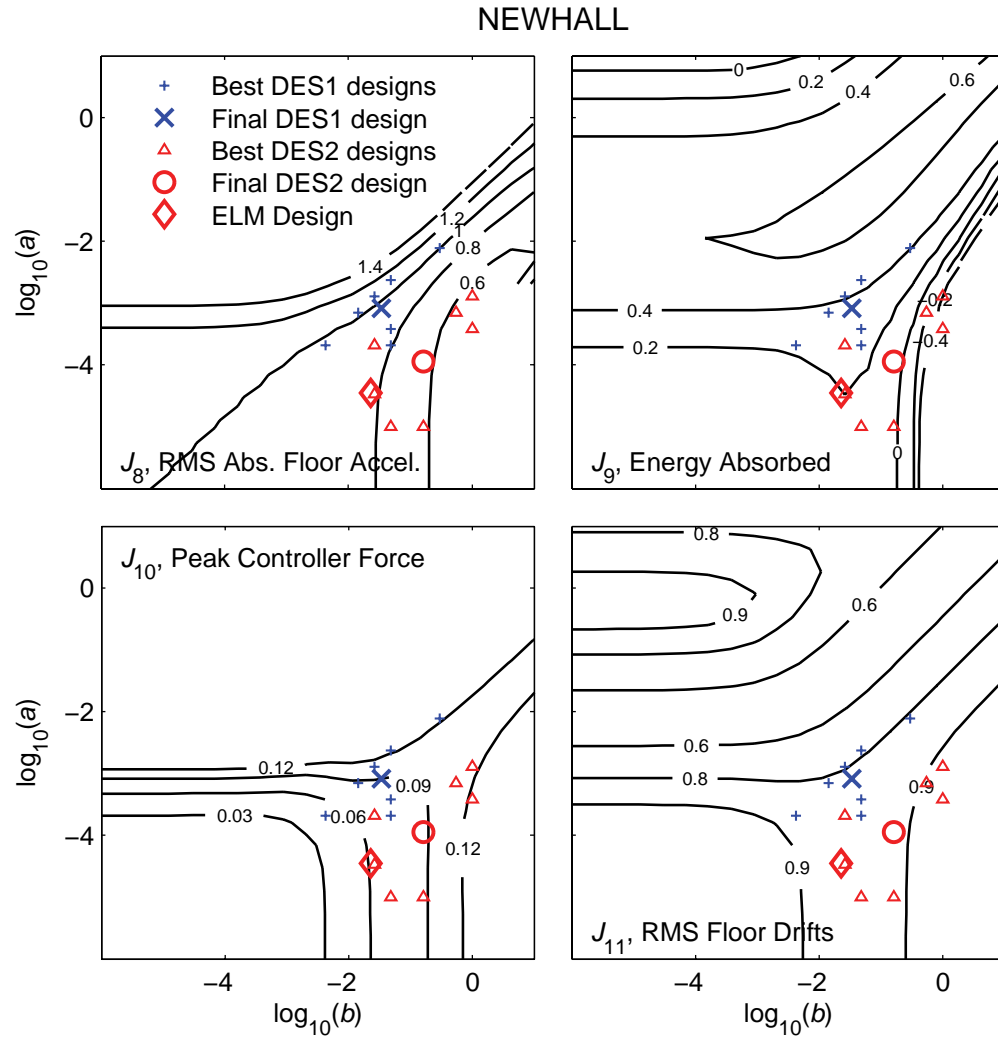 NEWHALL
Best DES1 designs
Final DES1 design
Best DES2 designs
Final DES2 design
ELM Design
1.4
1.2
1
0.8
0.6
J8, RMS Abs. Floor Accel.
log10(a)
0
−2
−4
0
0.2
0.4
0.6
0.4
0.2
−0.2
−0.4
0
J9, Energy Absorbed
J10, Peak Controller Force
0.12
0.03
0.06
0.09
0.12
log10(a)
0
−2
−4
−4
−2
0
log10(b)
0.8
0.9
0.6
0.6
0.8
0.9
0.9
J11, RMS Floor Drifts
−4
−2
0
log10(b)